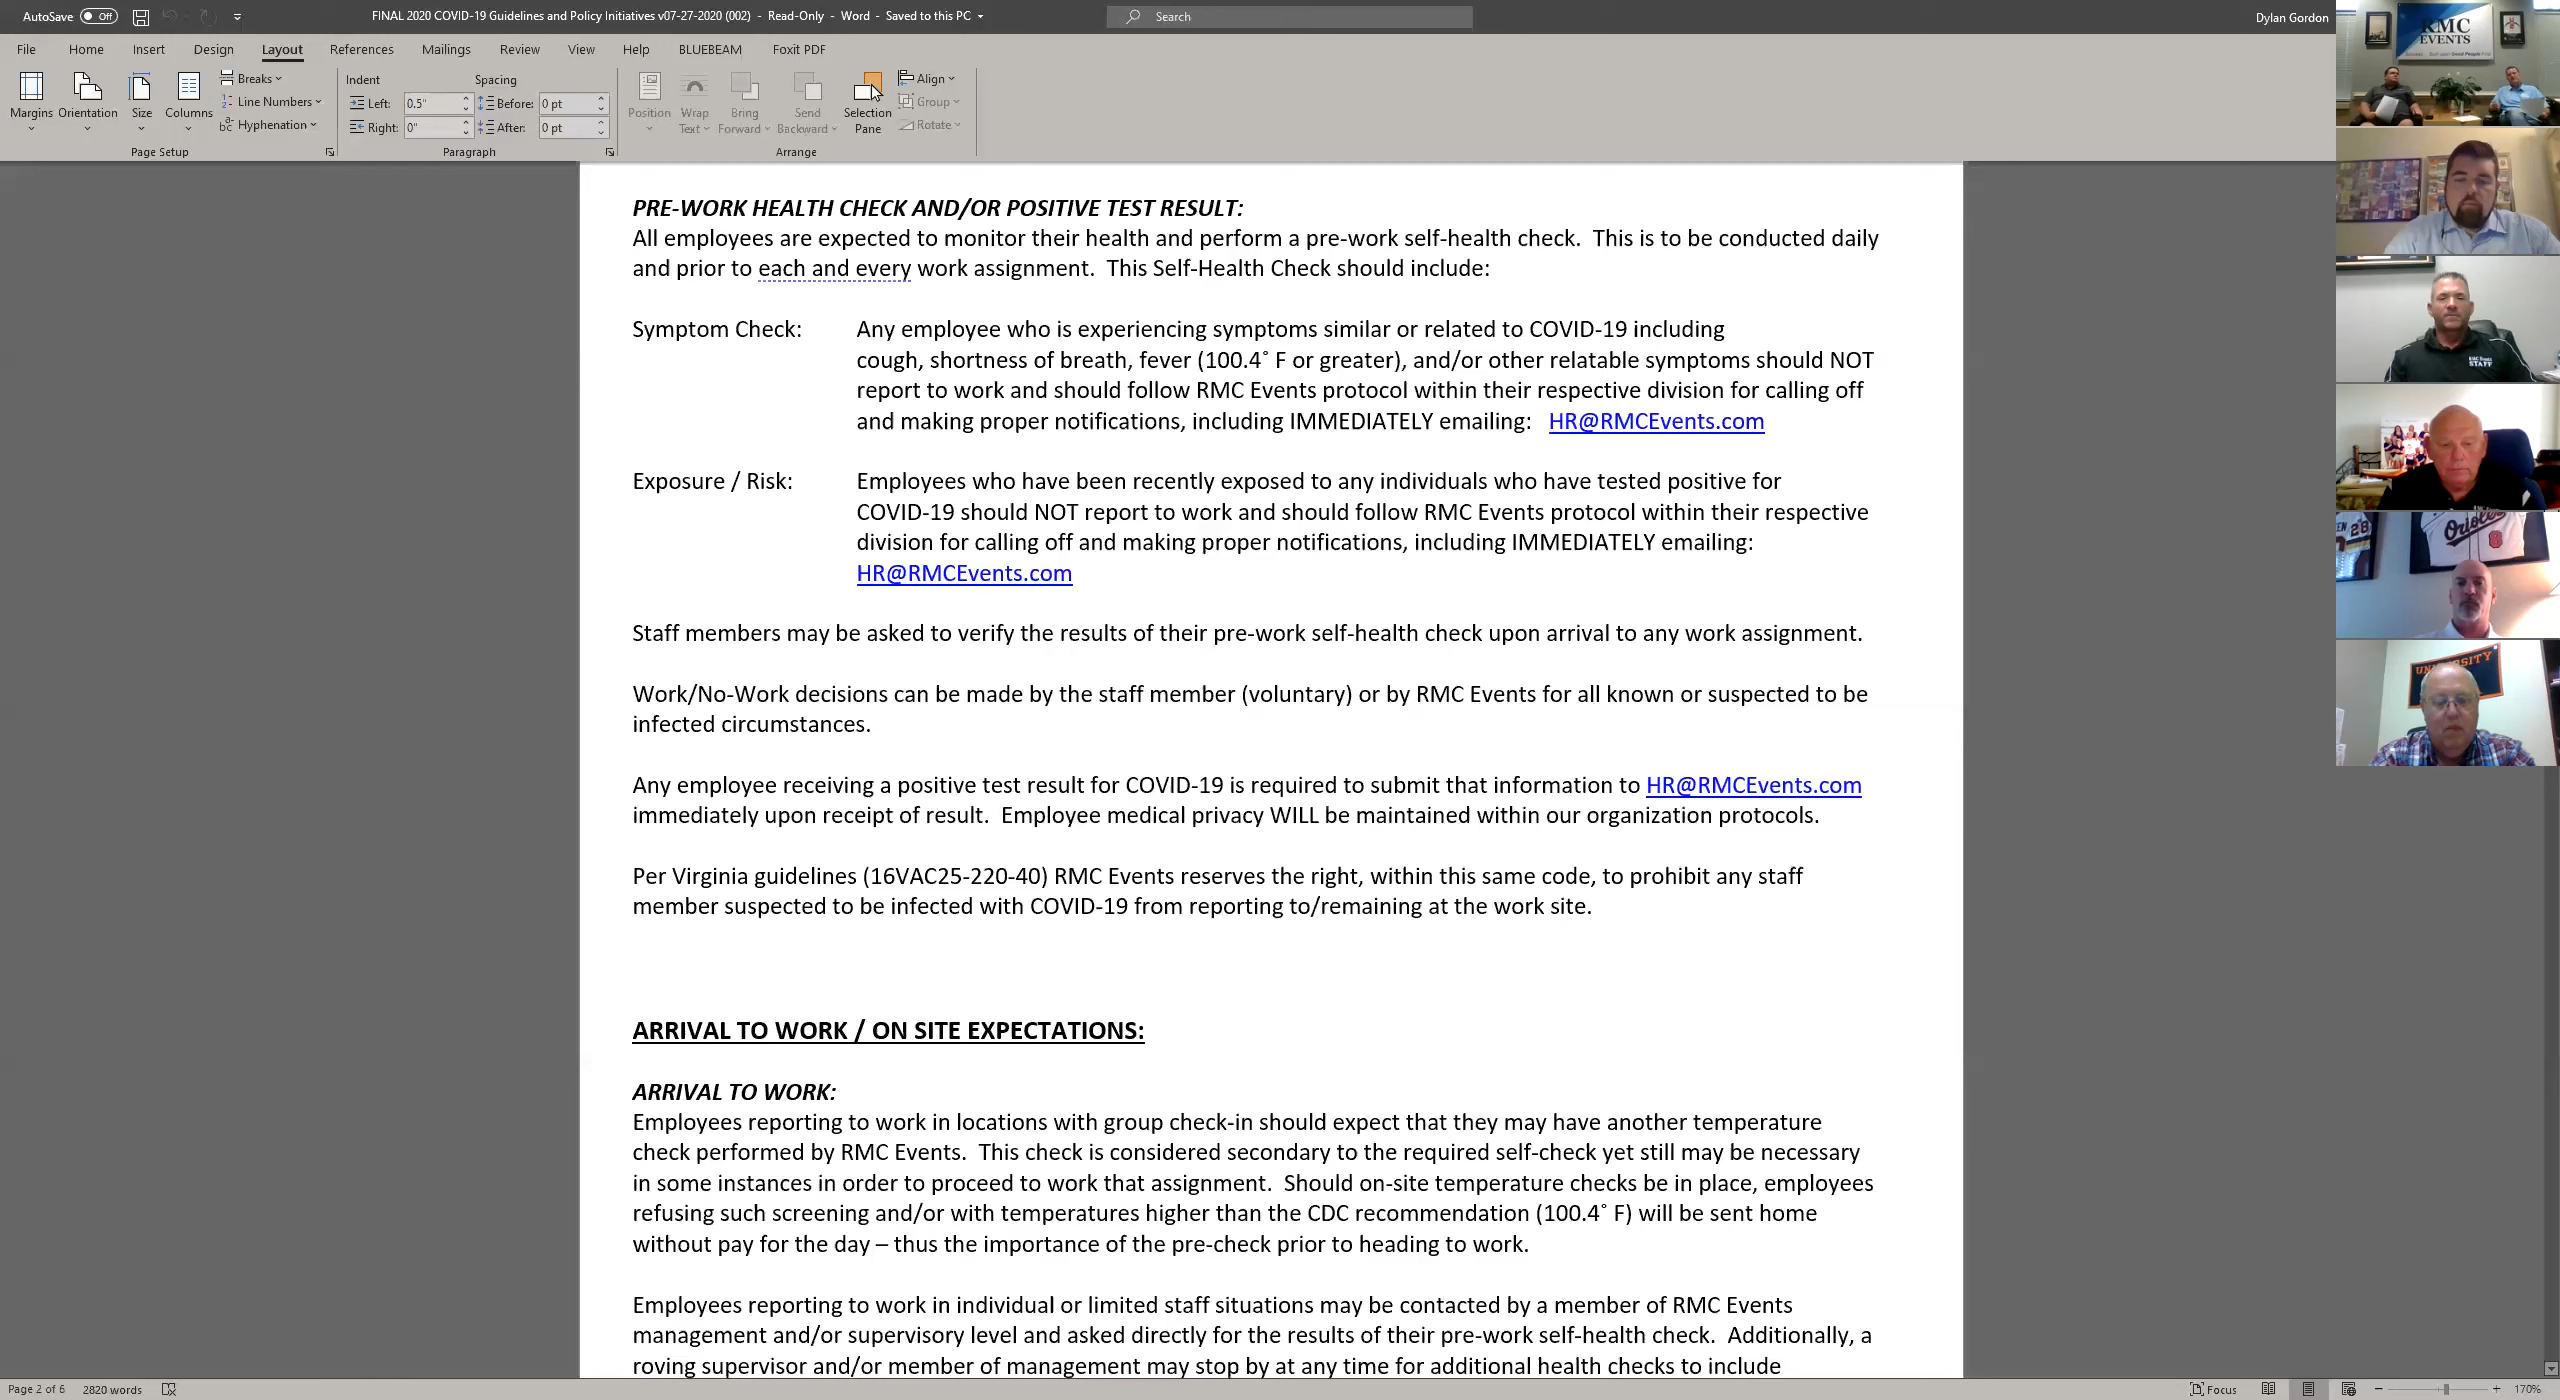 AutoSave Off FINAL 2020 COVID-19 Guidelines and Policy Initiatives v07-27-2020 (002) - Read-Only - Word - Saved to this PC Search Dylan Gordon
File Home Insert Design Layout References Mailings Review View Help BLUEBEAM Foxit PDF
Margins Orientation Size Columns
Breaks
Line Numbers
Hyphenation
Page Setup
Indent Spacing
Left: 0.5" Before: 0 pt
Right: 0" After: 0 pt
Paragraph
Position Wrap Text Bring Forward Send Backward Selection Pane
Align
Group
Rotate
Arrange
PRE-WORK HEALTH CHECK AND/OR POSITIVE TEST RESULT:
All employees are expected to monitor their health and perform a pre-work self-health check. This is to be conducted daily
and prior to each and every work assignment. This Self-Health Check should include:
Symptom Check: Any employee who is experiencing symptoms similar or related to COVID-19 including
cough, shortness of breath, fever (100.4˚ F or greater), and/or other relatable symptoms should NOT
report to work and should follow RMC Events protocol within their respective division for calling off
and making proper notifications, including IMMEDIATELY emailing: HR@RMCEvents.com
Exposure / Risk: Employees who have been recently exposed to any individuals who have tested positive for
COVID-19 should NOT report to work and should follow RMC Events protocol within their respective
division for calling off and making proper notifications, including IMMEDIATELY emailing:
HR@RMCEvents.com
Staff members may be asked to verify the results of their pre-work self-health check upon arrival to any work assignment.
Work/No-Work decisions can be made by the staff member (voluntary) or by RMC Events for all known or suspected to be
infected circumstances.
Any employee receiving a positive test result for COVID-19 is required to submit that information to HR@RMCEvents.com
immediately upon receipt of result. Employee medical privacy WILL be maintained within our organization protocols.
Per Virginia guidelines (16VAC25-220-40) RMC Events reserves the right, within this same code, to prohibit any staff
member suspected to be infected with COVID-19 from reporting to/remaining at the work site.
ARRIVAL TO WORK / ON SITE EXPECTATIONS:
ARRIVAL TO WORK:
Employees reporting to work in locations with group check-in should expect that they may have another temperature
check performed by RMC Events. This check is considered secondary to the required self-check yet still may be necessary
in some instances in order to proceed to work that assignment. Should on-site temperature checks be in place, employees
refusing such screening and/or with temperatures higher than the CDC recommendation (100.4˚ F) will be sent home
without pay for the day – thus the importance of the pre-check prior to heading to work.
Employees reporting to work in individual or limited staff situations may be contacted by a member of RMC Events
management and/or supervisory level and asked directly for the results of their pre-work self-health check. Additionally, a
roving supervisor and/or member of management may stop by at any time for additional health checks to include
Page 2 of 6 2820 words Focus 170%
RMC
EVENTS
RMC Events
STAFF
Orioles
8
28
UNIVERSITY